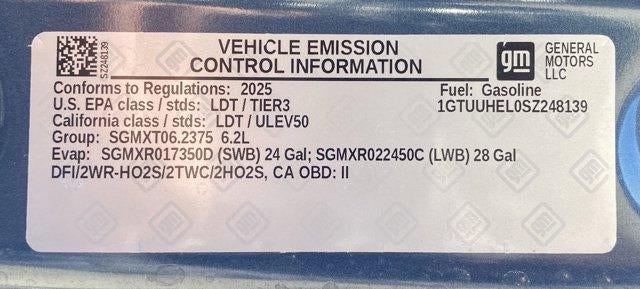 SZ248139
VEHICLE EMISSION
CONTROL INFORMATION
gm
GENERAL
MOTORS
LLC
Conforms to Regulations: 2025
Fuel: Gasoline
U.S. EPA class / stds: LDT / TIER3
1GTUUHEL0SZ248139
California class / stds: LDT / ULEV50
Group: SGMXT06.2375 6.2L
Evap: SGMXR017350D (SWB) 24 Gal; SGMXR022450C (LWB) 28 Gal
DFI/2WR-HO2S/2TWC/2HO2S, CA OBD: II